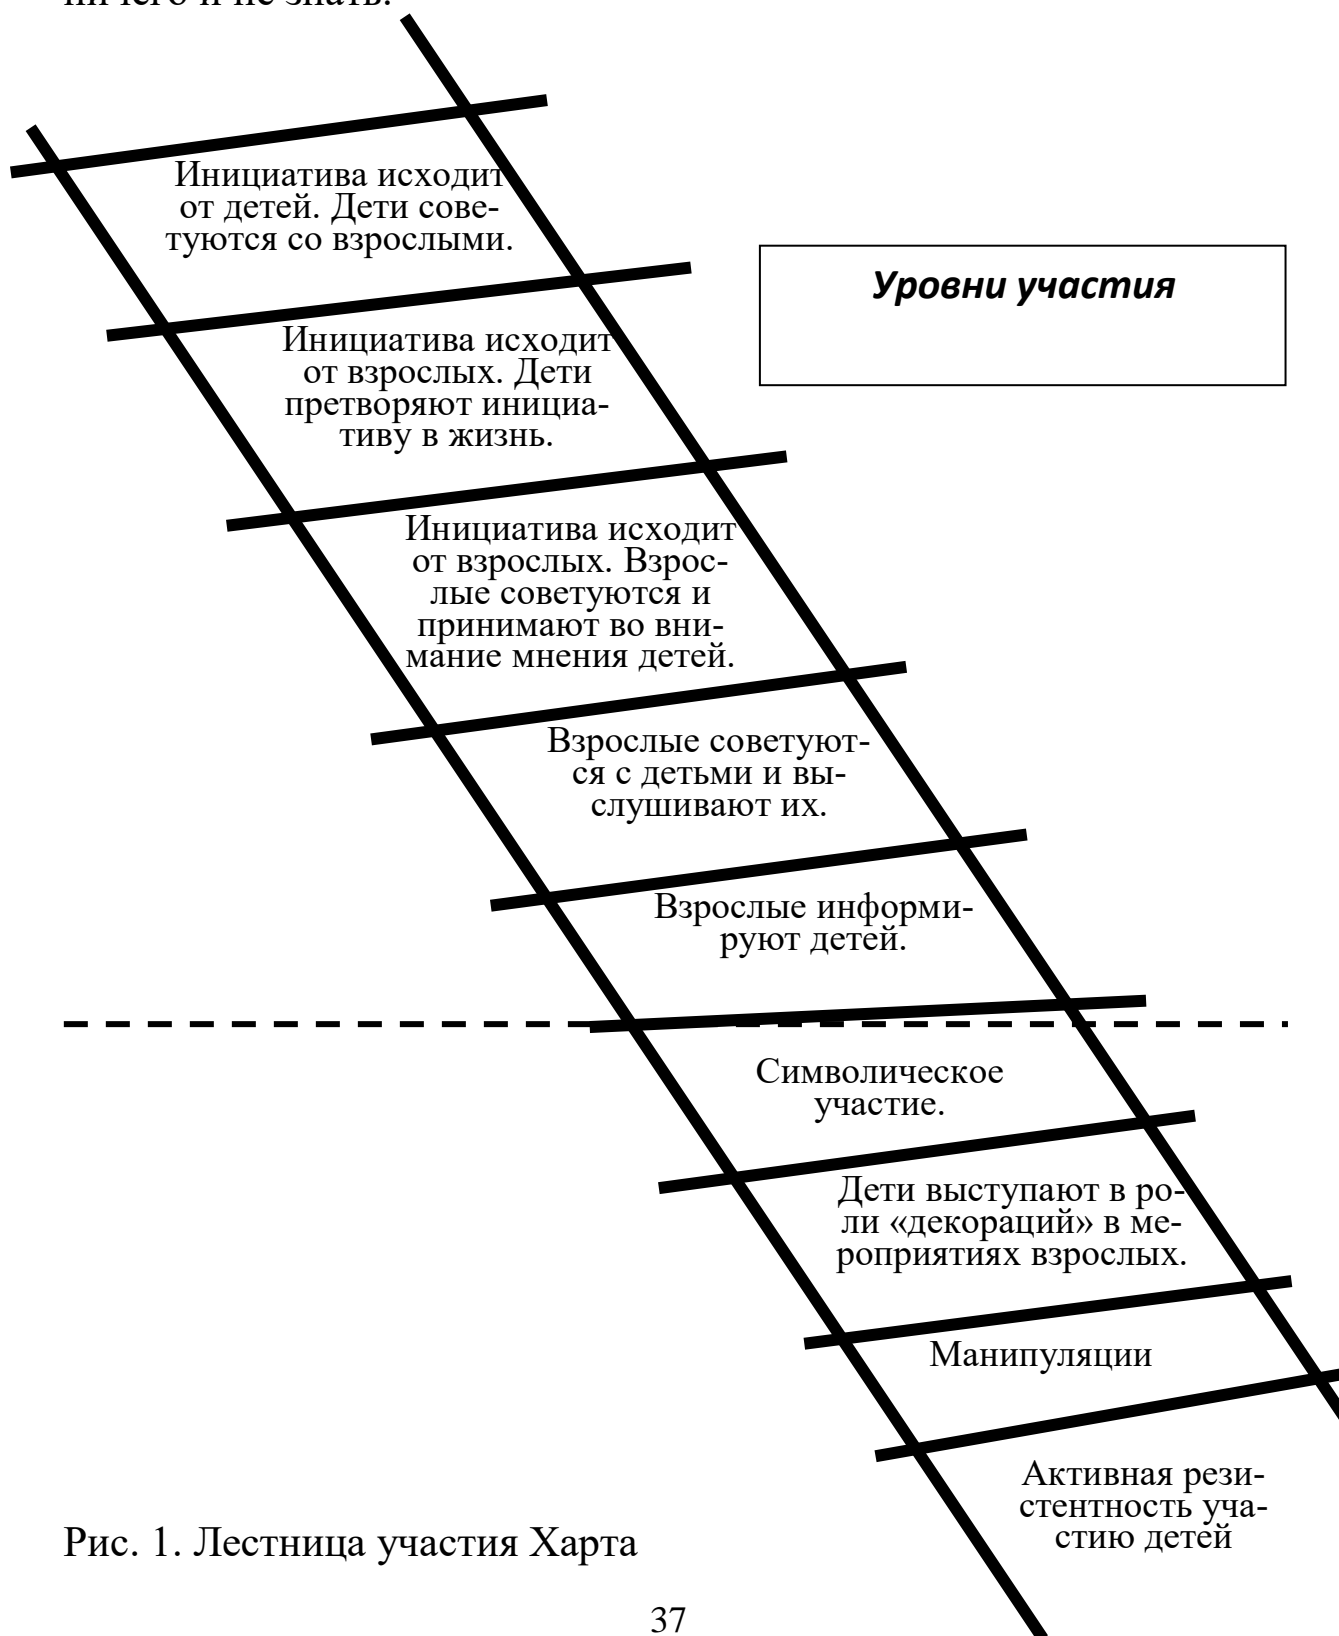 ничего и не знать.
Инициатива исходит
от детей. Дети сове-
туются со взрослыми.
Уровни участия
Инициатива исходит
от взрослых. Дети
претворяют инициа-
тиву в жизнь.
Инициатива исходит
от взрослых. Взрос-
лые советуются и
принимают во вни-
мание мнения детей.
Взрослые советуют-
ся с детьми и вы-
слушивают их.
Взрослые информи-
руют детей.
Символическое
участие.
Дети выступают в ро-
ли «декораций» в ме-
роприятиях взрослых.
Манипуляции
Активная рези-
стентность уча-
стию детей
Рис. 1. Лестница участия Харта
37